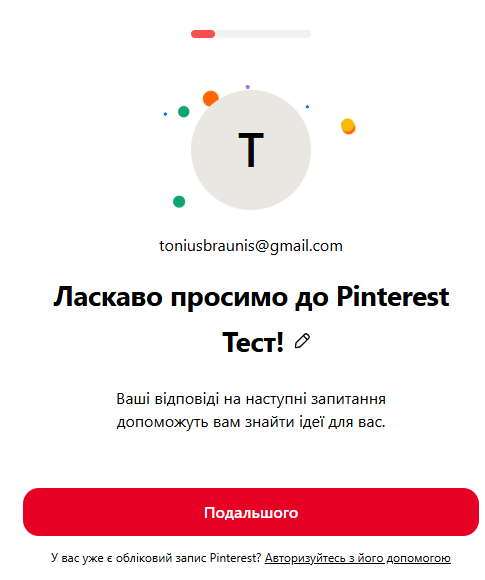 T
toniusbraunis@gmail.com
Ласкаво просимо до Pinterest
Тест!
Ваші відповіді на наступні запитання
допоможуть вам знайти ідеї для вас.
Подальшого
У вас уже є обліковий запис Pinterest? Авторизуйтесь з його допомогою